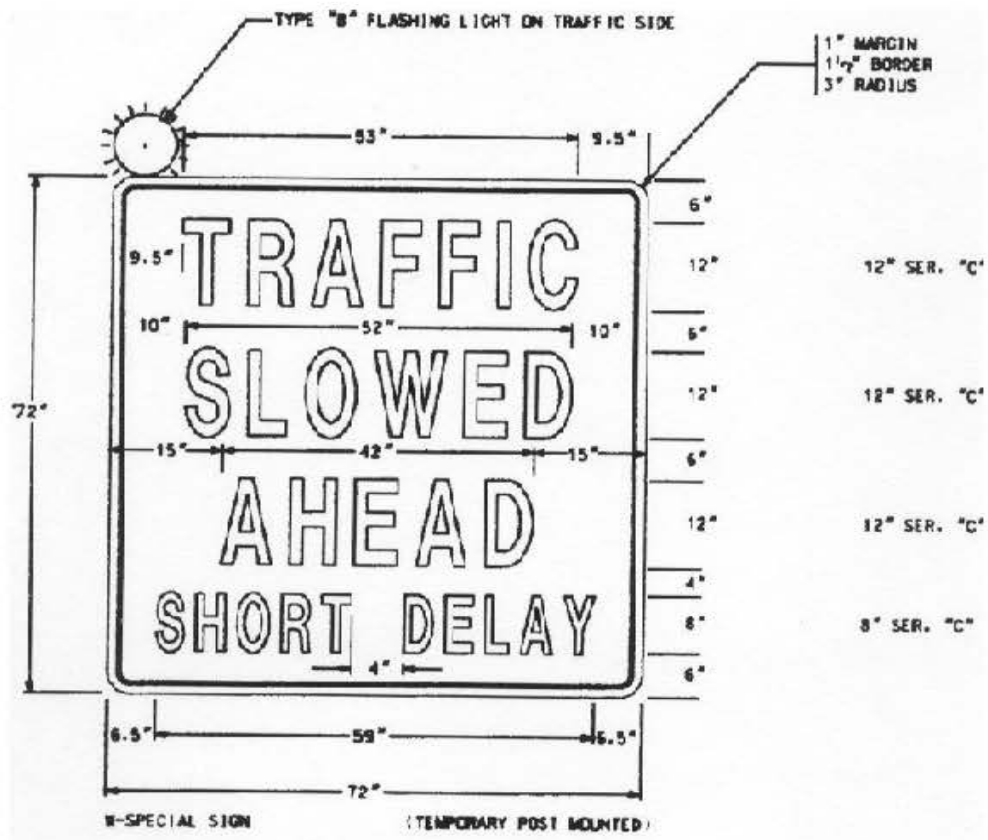 TYPE "B" FLASHING LIGHT ON TRAFFIC SIDE
1" MARGIN
1 1/2" BORDER
3" RADIUS
53" 9.5"
6"
TRAFFIC
9.5"
12" 12" SER. "C"
10" 52" 10" 6"
SLOWED
72"
12" 12" SER. "C"
15" 42" 15" 6"
AHEAD
12" 12" SER. "C"
4"
SHORT DELAY
8" 8" SER. "C"
4" 6"
6.5" 59" 6.5"
72"
W-SPECIAL SIGN (TEMPORARY POST MOUNTED)